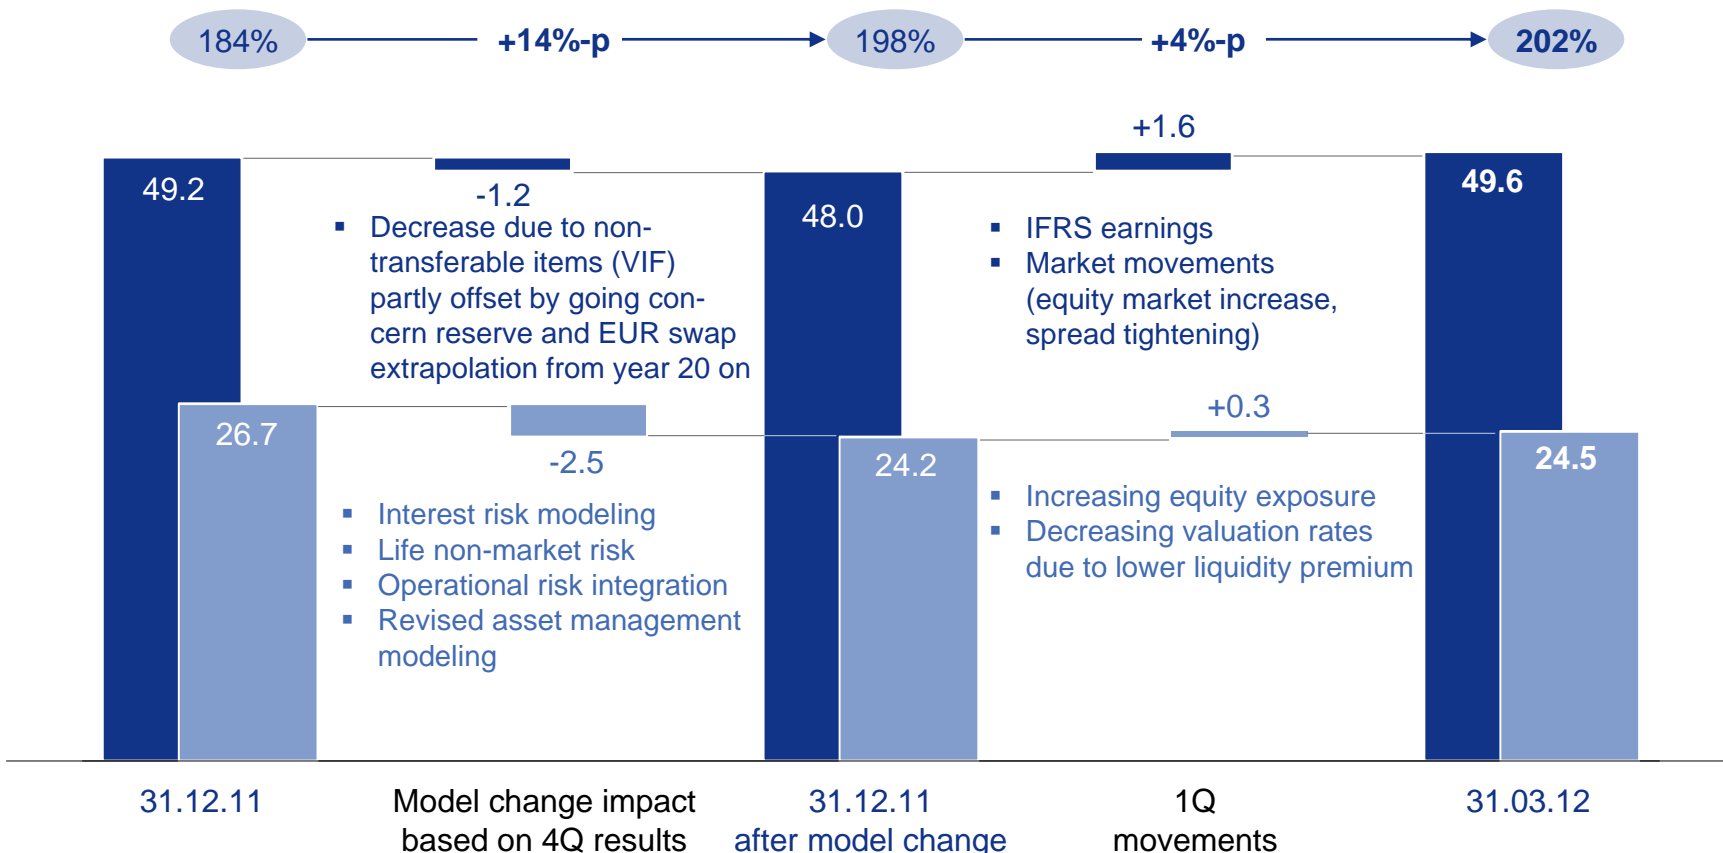 184%
+14%-p
198%
+4%-p
202%
49.2
-1.2
▪ Decrease due to non-
transferable items (VIF)
partly offset by going con-
cern reserve and EUR swap
extrapolation from year 20 on
48.0
+1.6
▪ IFRS earnings
▪ Market movements
(equity market increase,
spread tightening)
49.6
26.7
-2.5
▪ Interest risk modeling
▪ Life non-market risk
▪ Operational risk integration
▪ Revised asset management
modeling
24.2
+0.3
▪ Increasing equity exposure
▪ Decreasing valuation rates
due to lower liquidity premium
24.5
31.12.11
Model change impact
based on 4Q results
31.12.11
after model change
1Q
movements
31.03.12